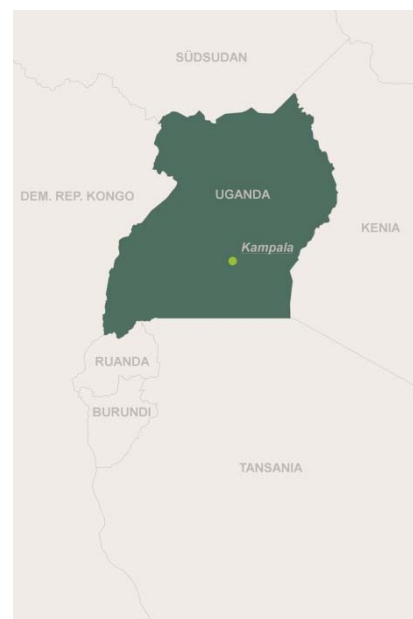 SÜDSUDAN
DEM. REP. KONGO
UGANDA
KENIA
Kampala
RUANDA
BURUNDI
TANSANIA